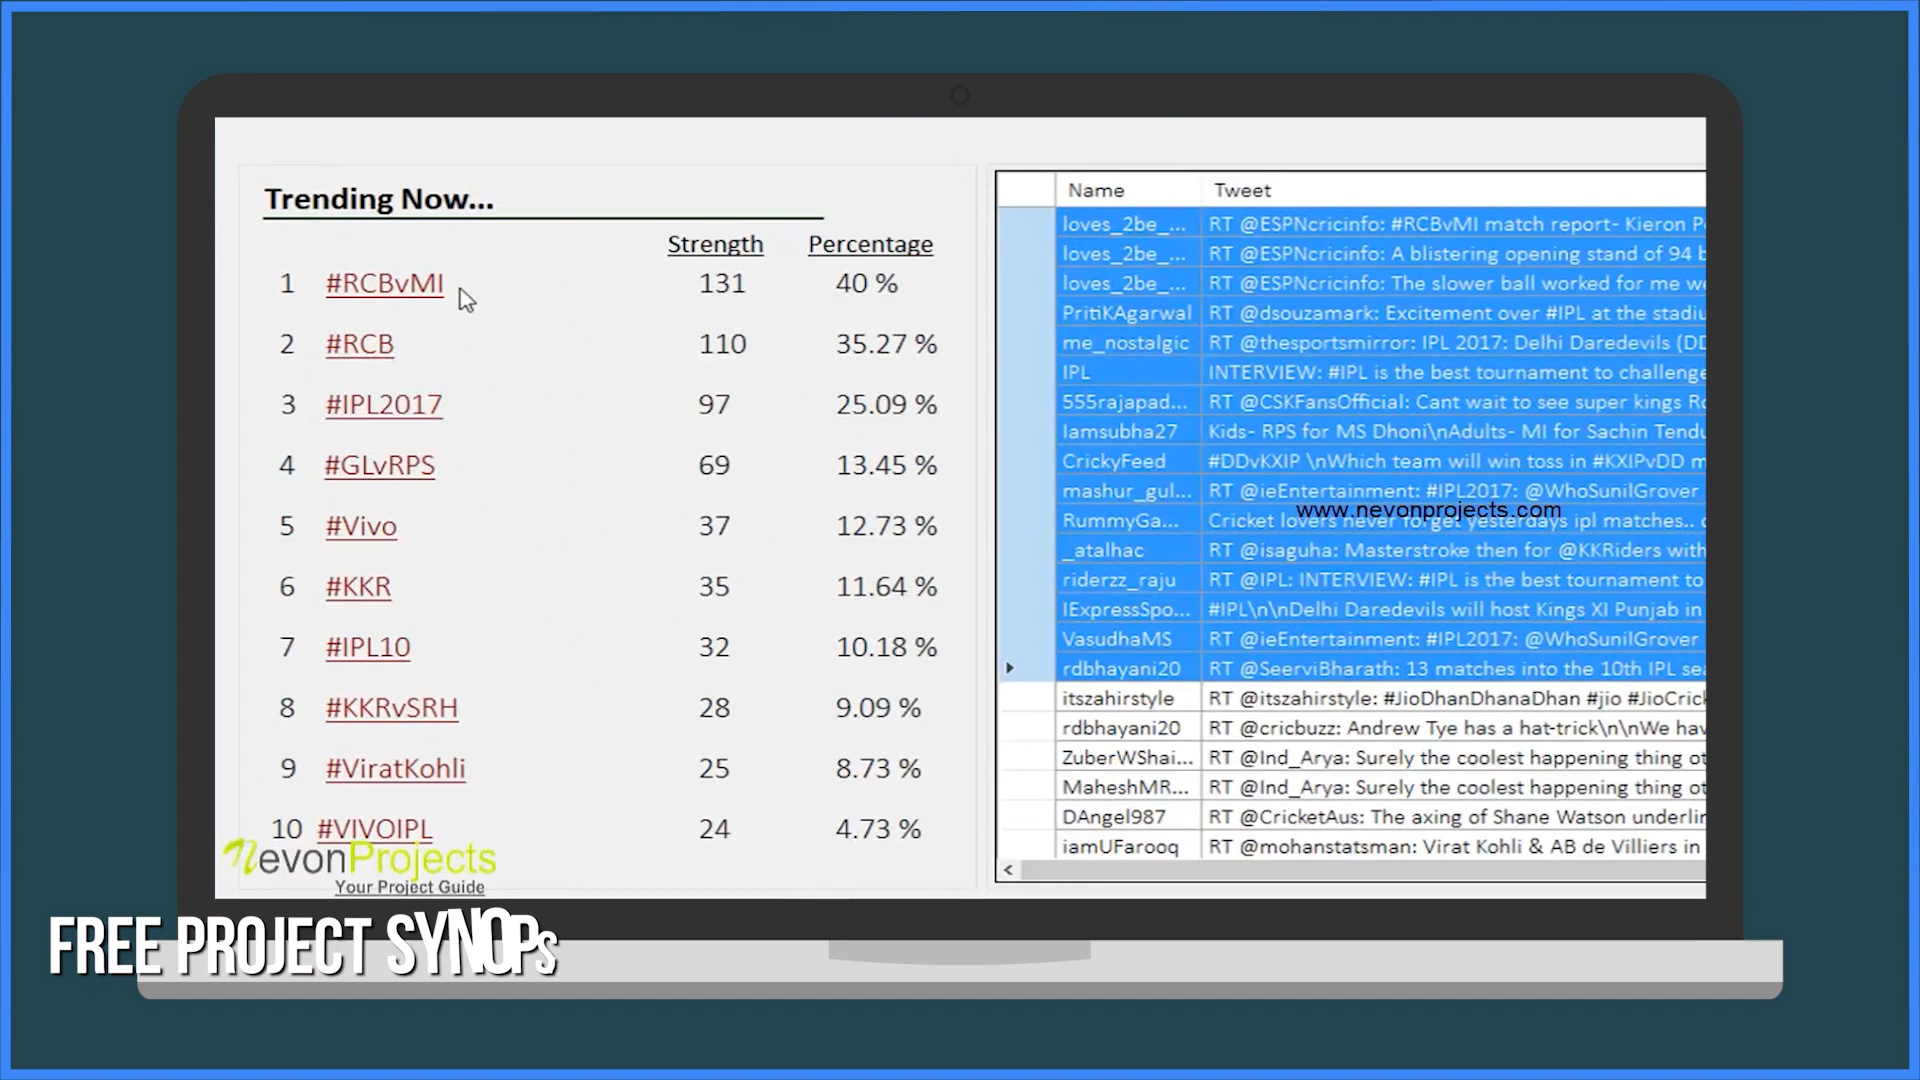 Trending Now...
Strength Percentage
1 #RCBvMI 131 40 %
2 #RCB 110 35.27 %
3 #IPL2017 97 25.09 %
4 #GLvRPS 69 13.45 %
5 #Vivo 37 12.73 %
6 #KKR 35 11.64 %
7 #IPL10 32 10.18 %
8 #KKRvSRH 28 9.09 %
9 #ViratKohli 25 8.73 %
10 #VIVOIPL 24 4.73 %
NevonProjects
Your Project Guide
Name Tweet
loves_2be_... RT @ESPNcricinfo: #RCBvMI match report- Kieron P
loves_2be_... RT @ESPNcricinfo: A blistering opening stand of 94 b
loves_2be_... RT @ESPNcricinfo: The slower ball worked for me we
PritiKAgarwal RT @dsouzamark: Excitement over #IPL at the stadiu
me_nostalgic RT @thesportsmirror: IPL 2017: Delhi Daredevils (DD
IPL INTERVIEW: #IPL is the best tournament to challenge
555rajapad... RT @CSKFansOfficial: Cant wait to see super kings Ro
Iamsubha27 Kids- RPS for MS Dhoni\nAdults- MI for Sachin Tendu
CrickyFeed #DDvKXIP \nWhich team will win toss in #KXIPvDD m
mashur_gul... RT @ieEntertainment: #IPL2017: @WhoSunilGrover
www.nevonprojects.com
RummyGa... Cricket lovers never forget yesterdays ipl matches..
_atalhac RT @isaguha: Masterstroke then for @KKRiders with
riderzz_raju RT @IPL: INTERVIEW: #IPL is the best tournament to
IExpressSpo... #IPL\n\nDelhi Daredevils will host Kings XI Punjab in
VasudhaMS RT @ieEntertainment: #IPL2017: @WhoSunilGrover
rdbhayani20 RT @SeerviBharath: 13 matches into the 10th IPL sea
itszahirstyle RT @itszahirstyle: #JioDhanDhanaDhan #jio #JioCrick
rdbhayani20 RT @cricbuzz: Andrew Tye has a hat-trick\n\nWe hav
ZuberWShai... RT @Ind_Arya: Surely the coolest happening thing ot
MaheshMR... RT @Ind_Arya: Surely the coolest happening thing ot
DAngel987 RT @CricketAus: The axing of Shane Watson underlin
iamUFarooq RT @mohanstatsman: Virat Kohli & AB de Villiers in
FREE PROJECT SYNOPS